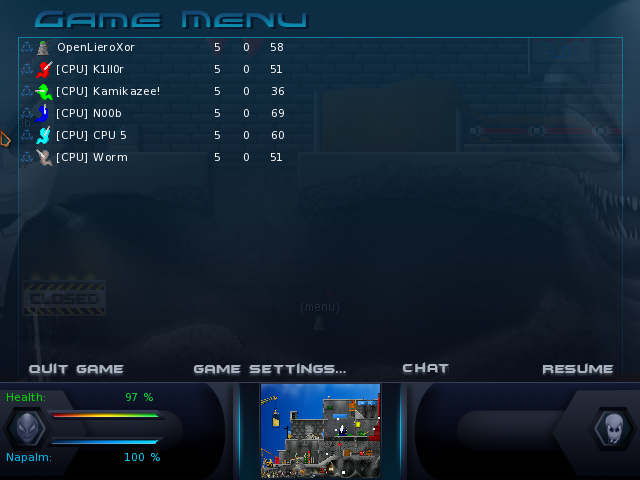 GAME MENU
OpenLieroXor 5 0 58
[CPU] K1ll0r 5 0 51
[CPU] Kamikazee! 5 0 36
[CPU] N00b 5 0 69
[CPU] CPU 5 5 0 60
[CPU] Worm 5 0 51
CLOSED
(menu)
QUIT GAME GAME SETTINGS... CHAT RESUME
Health: 97 %
Napalm: 100 %